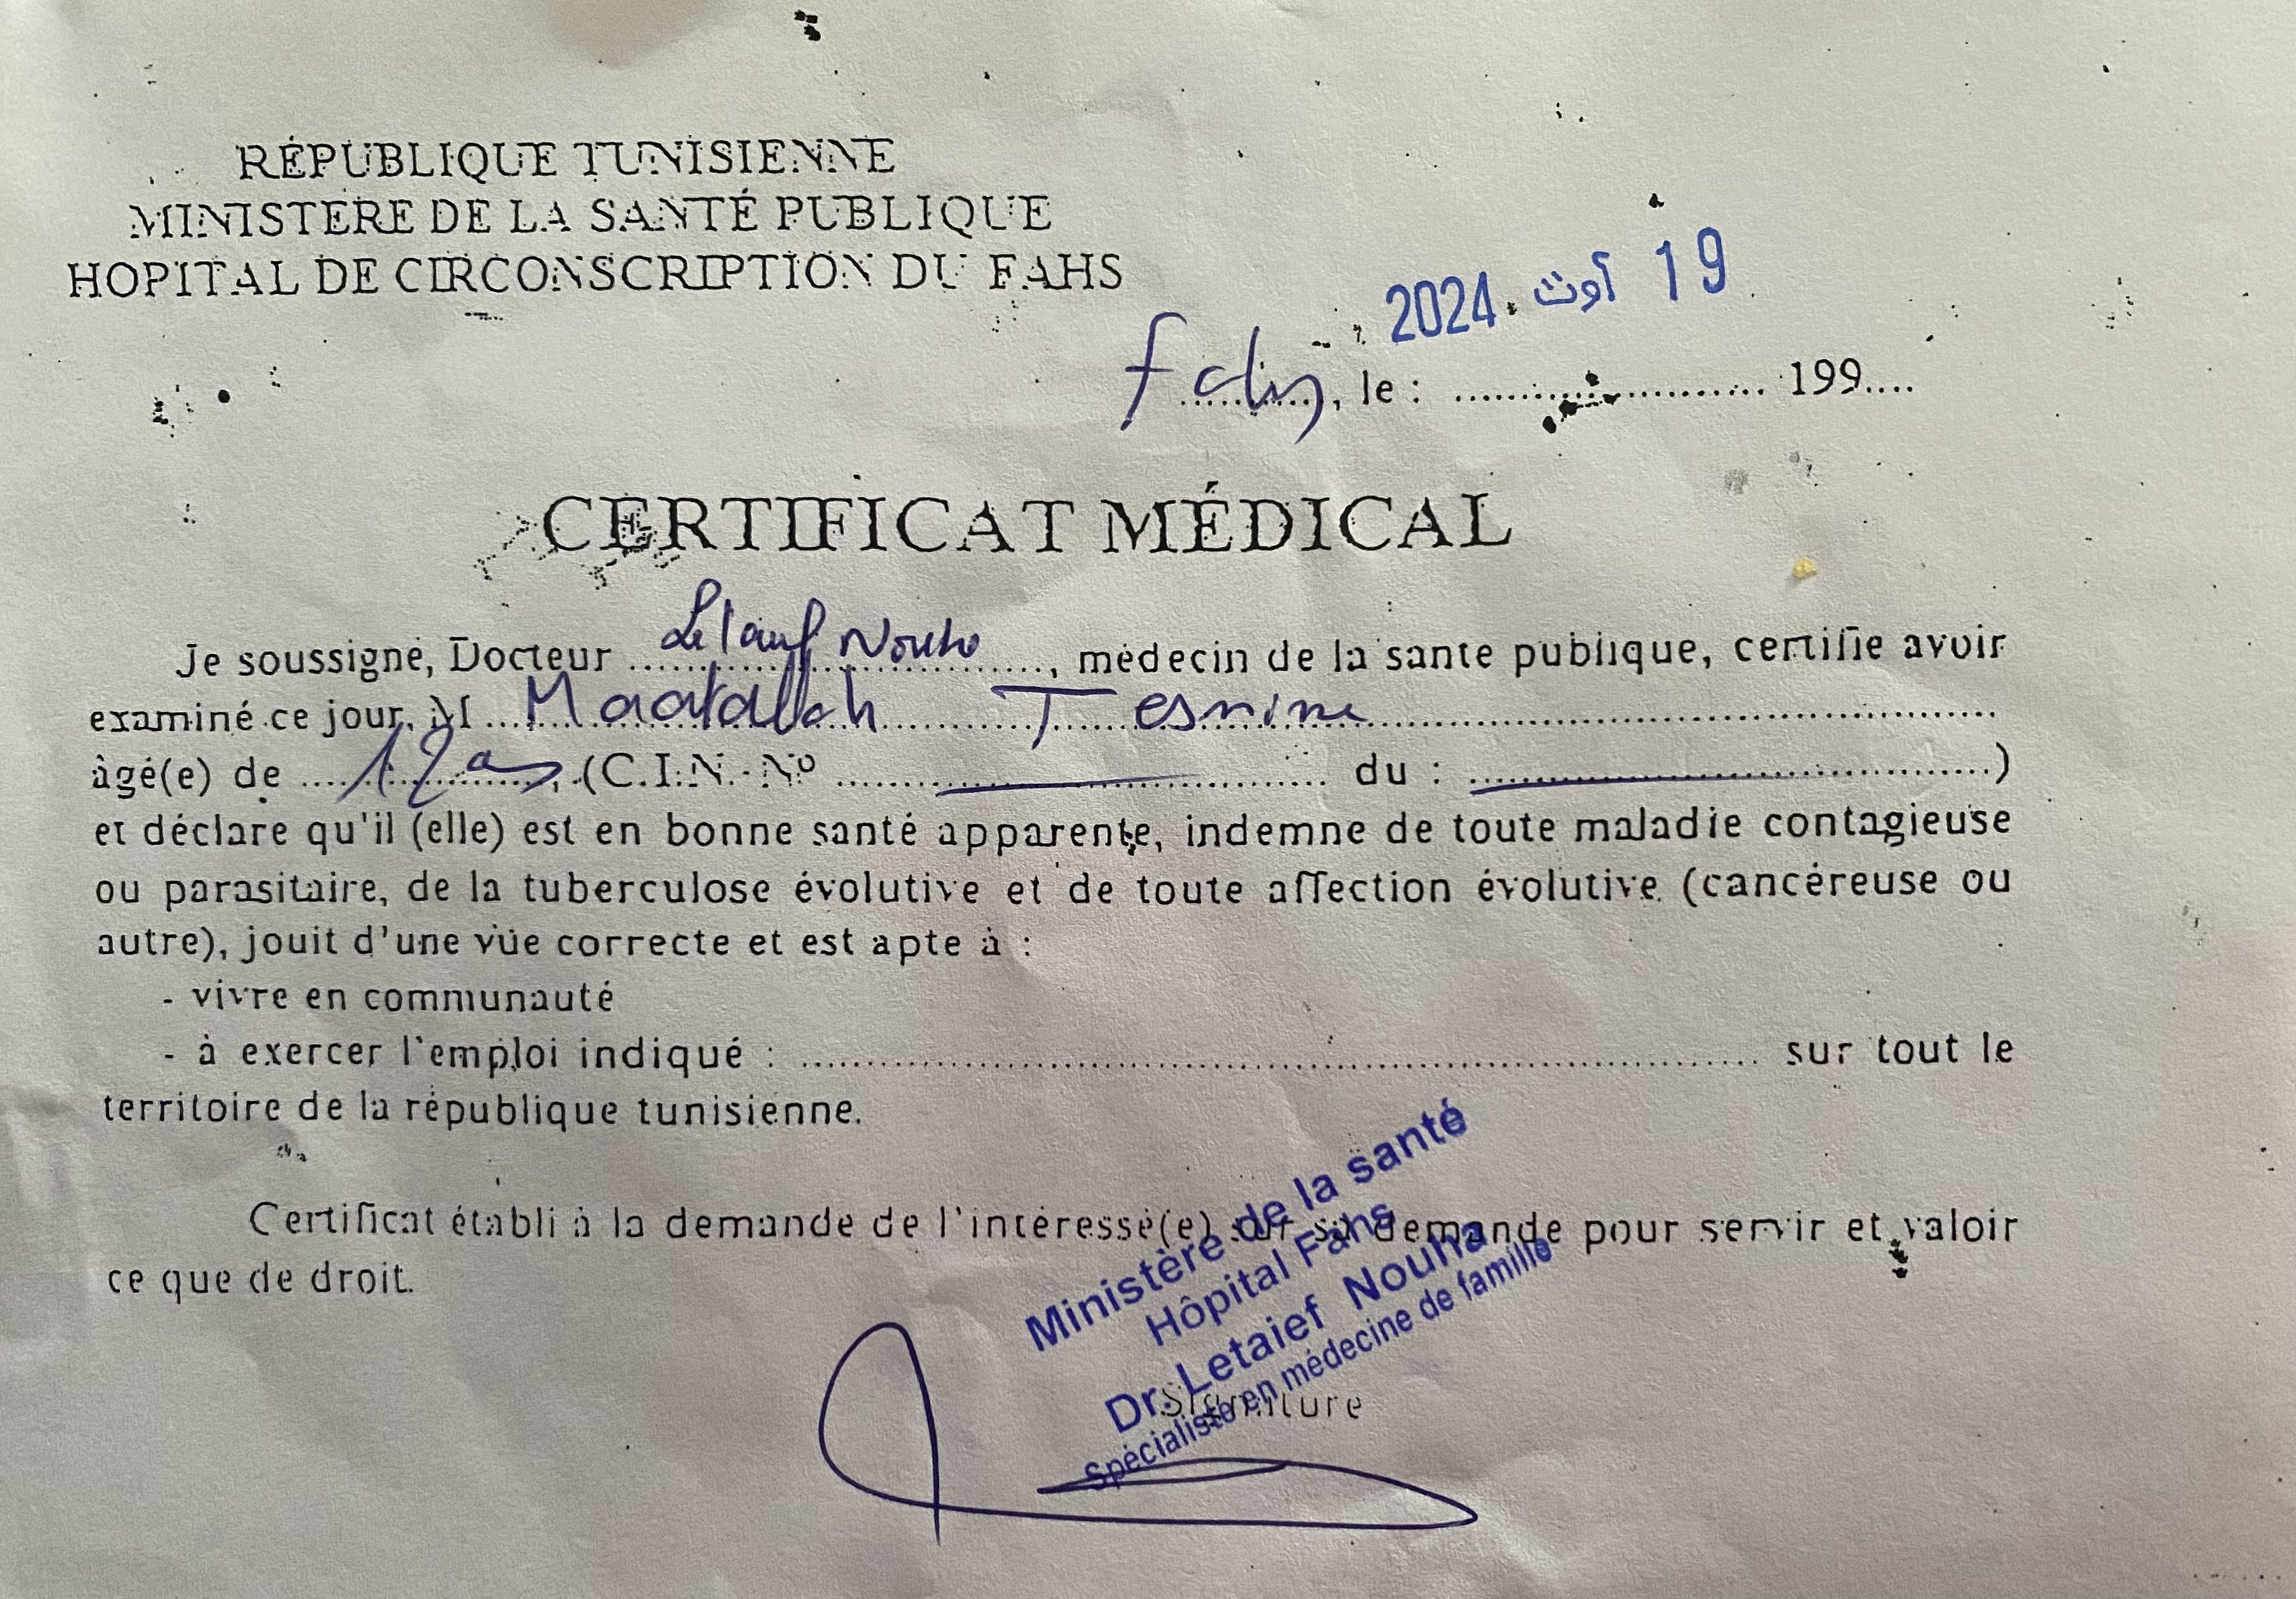 RÉPUBLIQUE TUNISIENNE
MINISTERE DE LA SANTÉ PUBLIQUE
HOPITAL DE CIRCONSCRIPTION DU FAHS
19 أوت 2024
Fahs, le : .......................... 199....
CERTIFICAT MÉDICAL
Je soussigné, Docteur Letaief Nouha, médecin de la santé publique, certifie avoir
examiné ce jour, M Maatallah Tesnime
âgé(e) de 12 ans, (C.I.N. Nº .......................... du : ..........................)
et déclare qu'il (elle) est en bonne santé apparente, indemne de toute maladie contagieuse
ou parasitaire, de la tuberculose évolutive et de toute affection évolutive (cancéreuse ou
autre), jouit d'une vue correcte et est apte à :
- vivre en communauté
- à exercer l'emploi indiqué : .......................... sur tout le
territoire de la république tunisienne.
Certificat établi à la demande de l'intéressé(e) sur sa demande pour servir et valoir
ce que de droit.
Ministère de la santé
Hôpital Fahs
Dr. Letaief Nouha
Spécialiste en médecine de famille
Signature